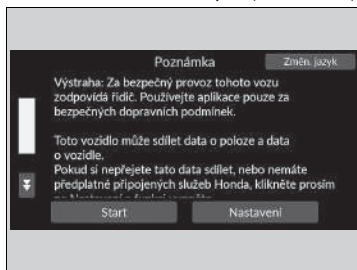 Poznámka
Změn. jazyk
Výstraha: Za bezpečný provoz tohoto vozu
zodpovídá řidič. Používejte aplikace pouze za
bezpečných dopravních podmínek.
Toto vozidlo může sdílet data o poloze a data
o vozidle.
Pokud si nepřejete tato data sdílet, nebo nemáte
předplatné připojených služeb Honda, klikněte prosím
Start
Nastavení